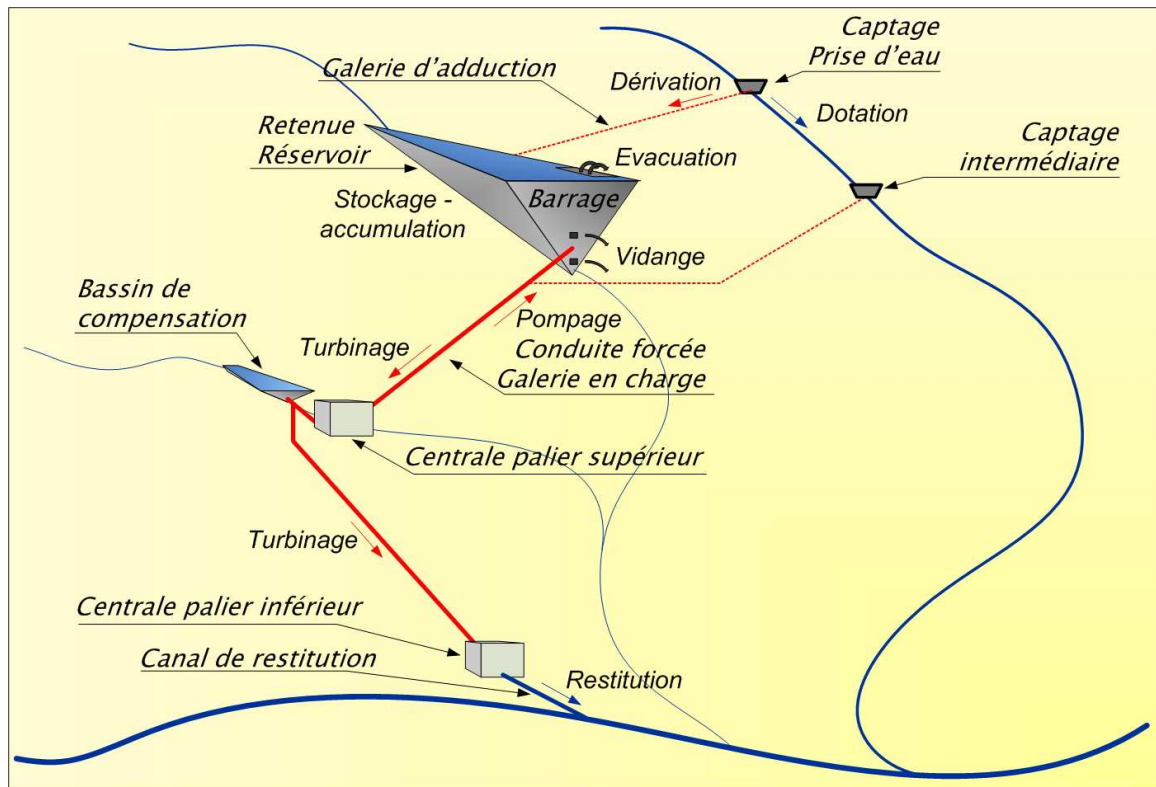 Captage
Prise d'eau
Galerie d'adduction
Dérivation
Dotation
Retenue
Réservoir
Captage
intermédiaire
Evacuation
Barrage
Stockage -
accumulation
Vidange
Bassin de
compensation
Pompage
Turbinage
Conduite forcée
Galerie en charge
Centrale palier supérieur
Turbinage
Centrale palier inférieur
Canal de restitution
Restitution